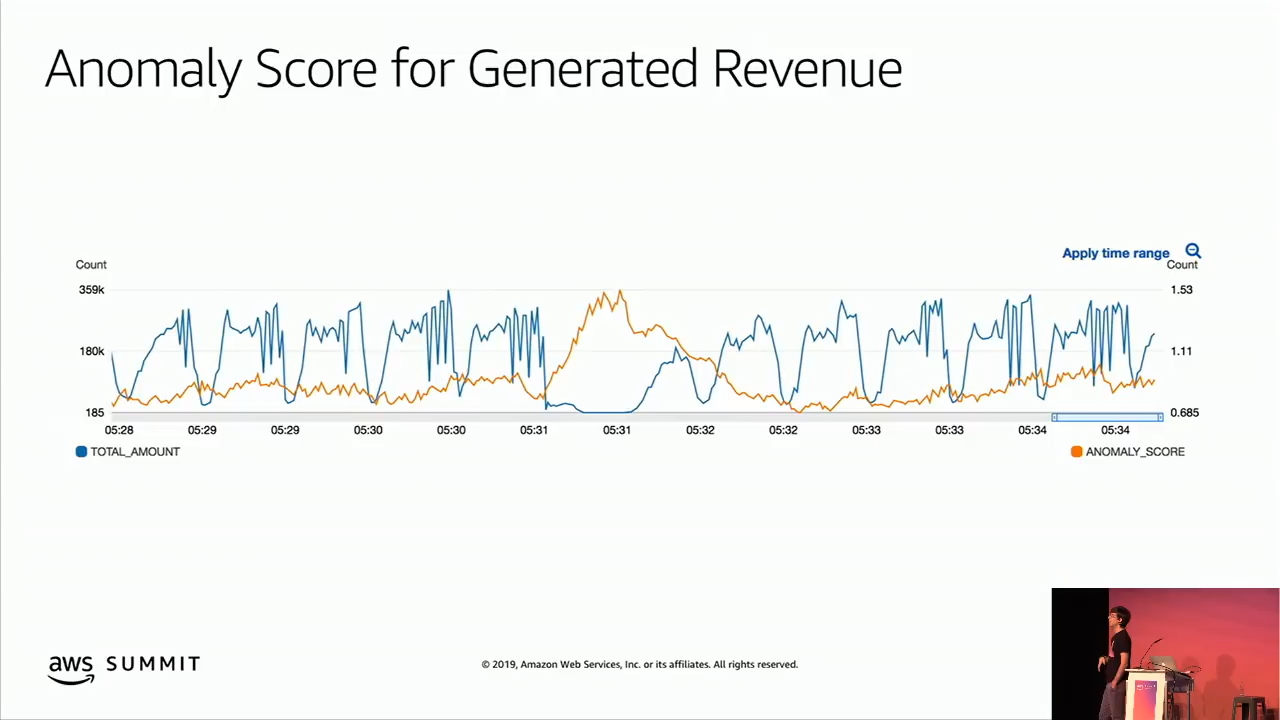 Anomaly Score for Generated Revenue
Apply time range
Count
Count
359k
1.53
180k
1.11
185
0.685
05:28 05:29 05:29 05:30 05:30 05:31 05:31 05:32 05:32 05:33 05:33 05:34 05:34
TOTAL_AMOUNT
ANOMALY_SCORE
aws SUMMIT
© 2019, Amazon Web Services, Inc. or its affiliates. All rights reserved.